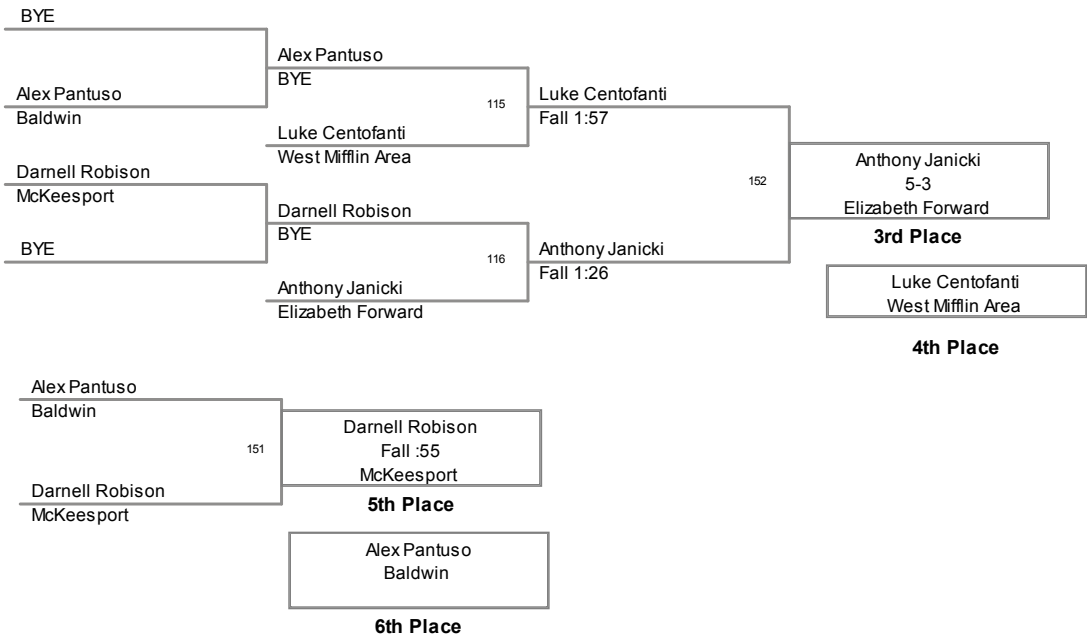 BYE
Alex Pantuso
Baldwin
Darnell Robison
McKeesport
BYE
Alex Pantuso
BYE
115
Luke Centofanti
West Mifflin Area
Darnell Robison
BYE
116
Anthony Janicki
Elizabeth Forward
Luke Centofanti
Fall 1:57
152
Anthony Janicki
Fall 1:26
Anthony Janicki
5-3
Elizabeth Forward
3rd Place
Luke Centofanti
West Mifflin Area
4th Place
Alex Pantuso
Baldwin
151
Darnell Robison
McKeesport
Darnell Robison
Fall :55
McKeesport
5th Place
Alex Pantuso
Baldwin
6th Place